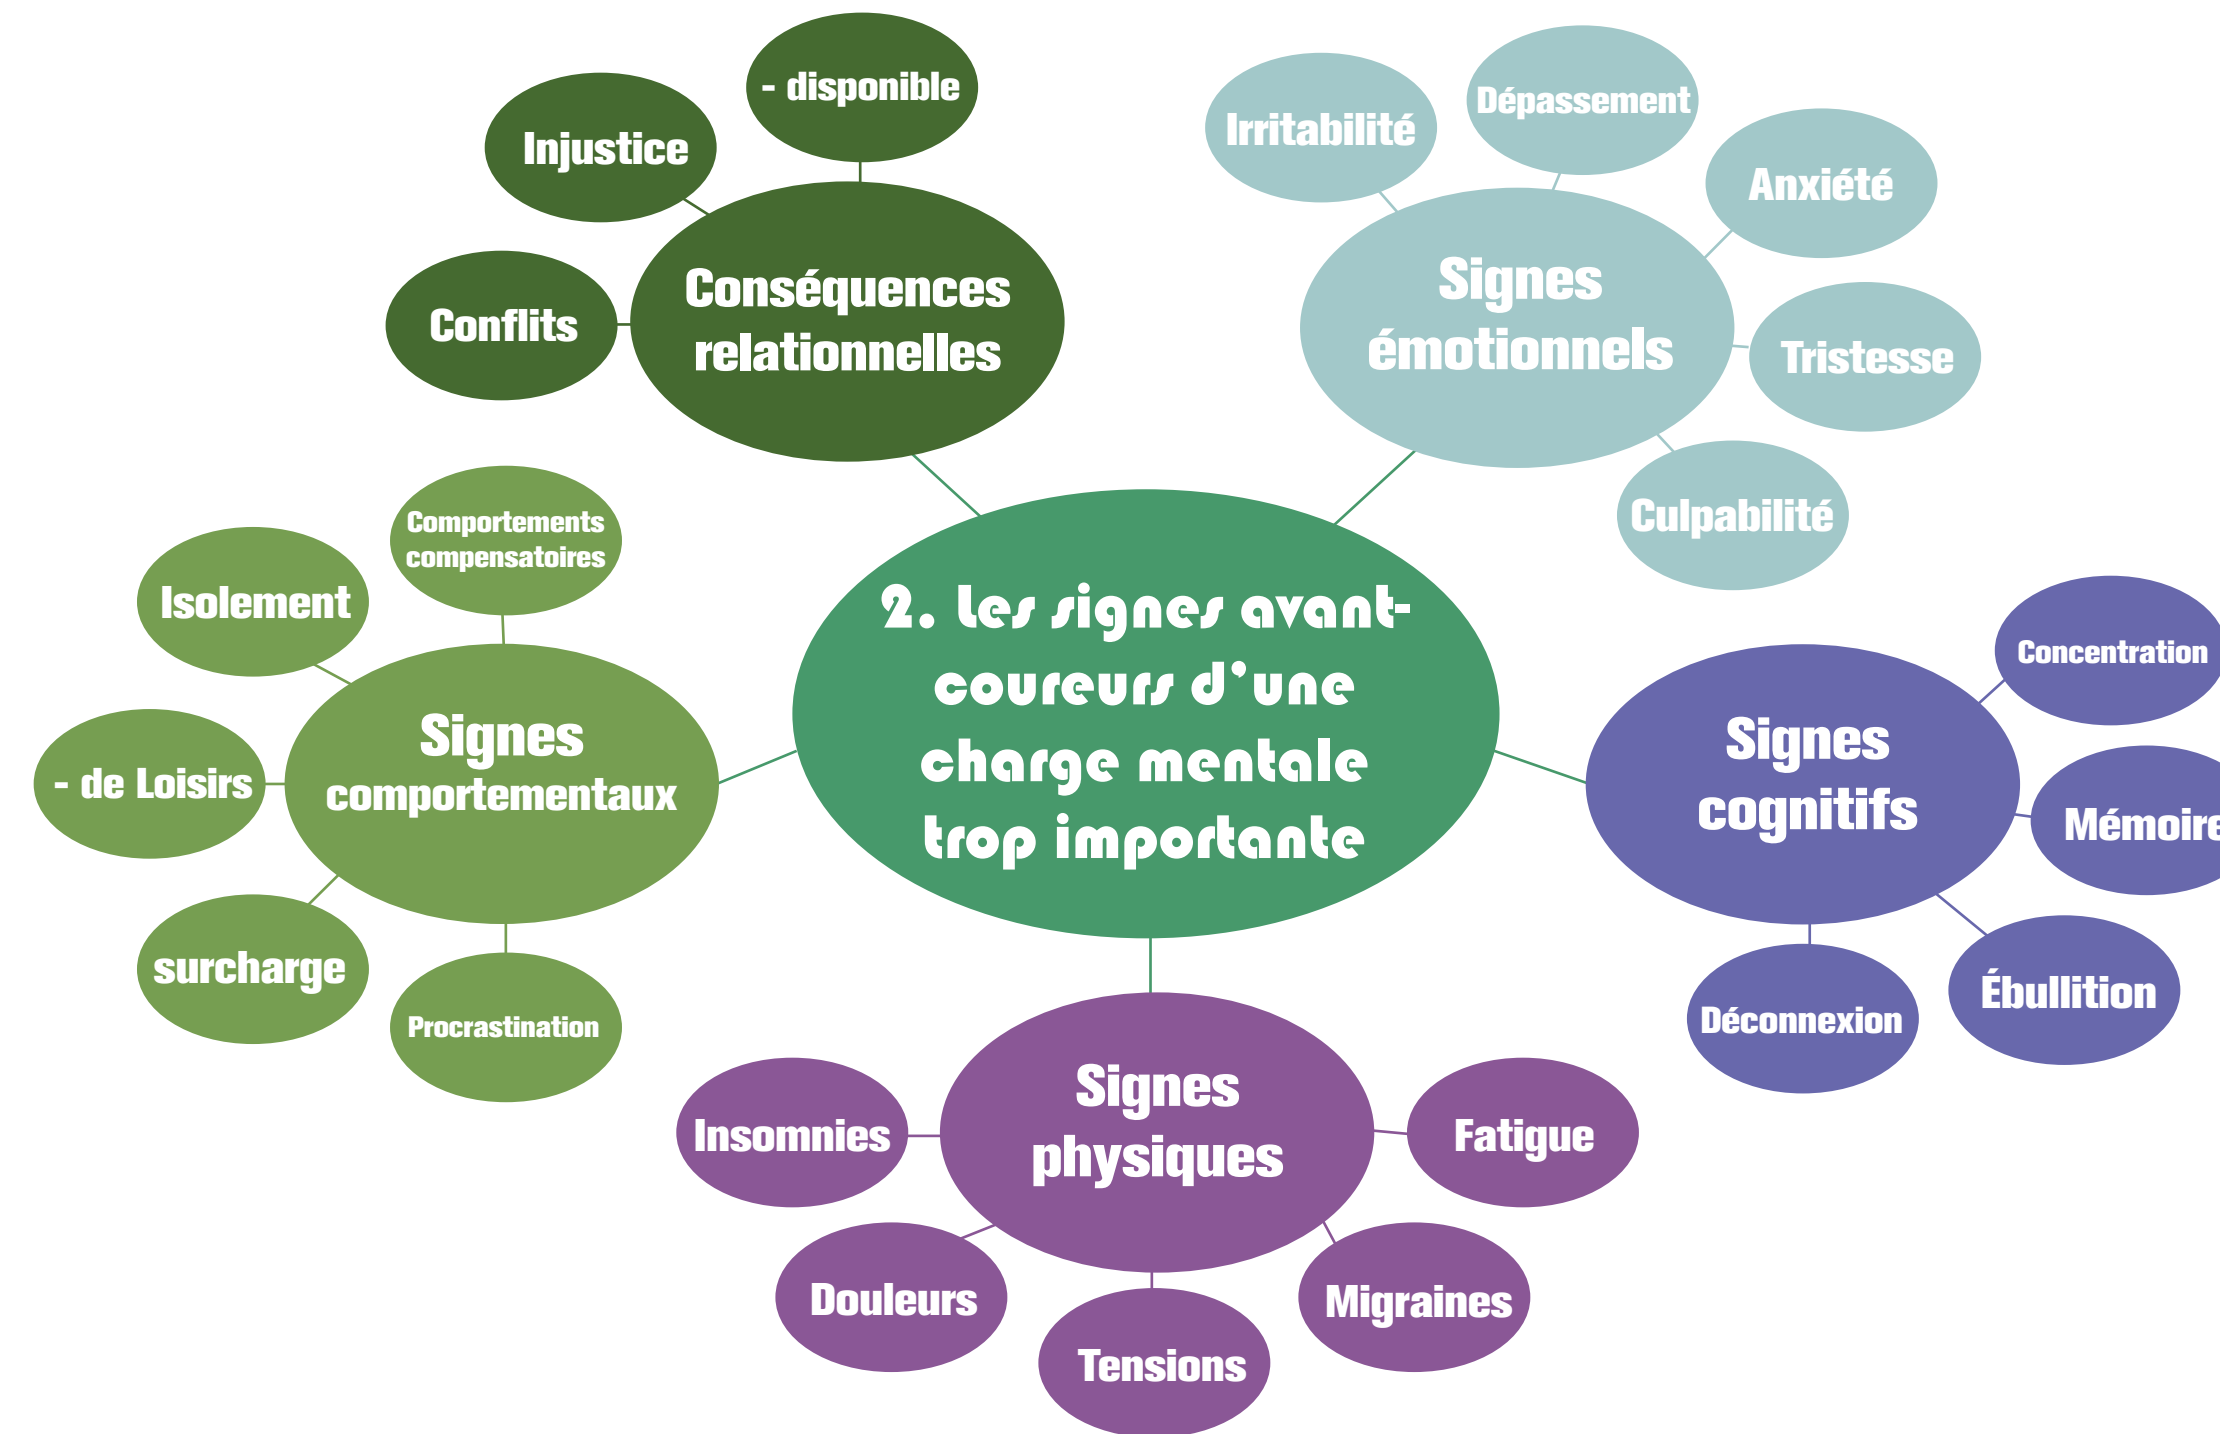 - disponible
Injustice
Conflits
Conséquences
relationnelles
Irritabilité
Dépassement
Anxiété
Tristesse
Culpabilité
Signes
émotionnels
2. Les signes avant-
coureurs d'une
charge mentale
trop importante
Comportements
compensatoires
Isolement
- de Loisirs
surcharge
Procrastination
Signes
comportementaux
Signes
cognitifs
Concentration
Mémoire
Ébullition
Déconnexion
Signes
physiques
Insomnies
Douleurs
Tensions
Migraines
Fatigue